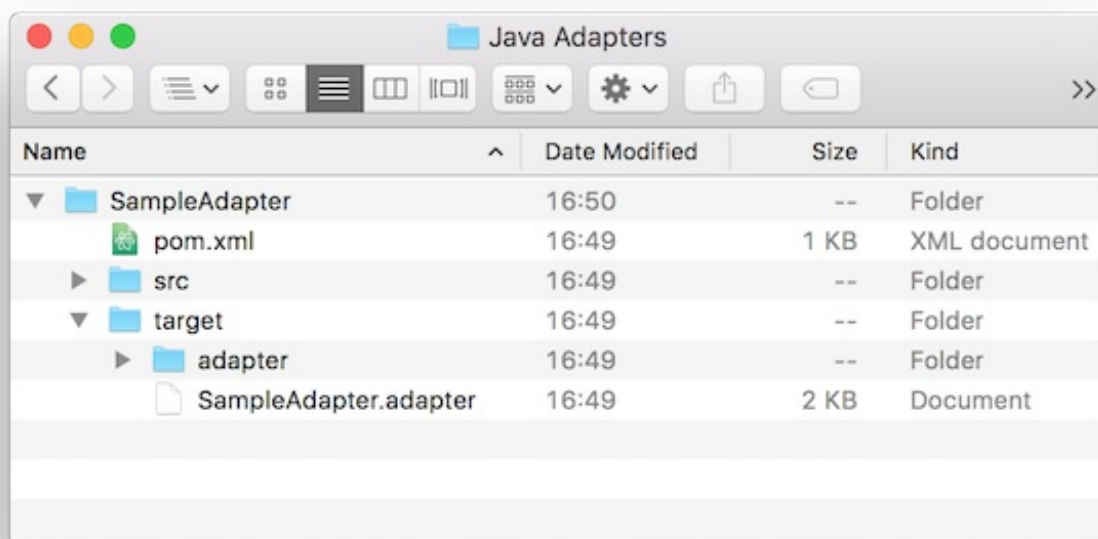 Java Adapters
Name Date Modified Size Kind
SampleAdapter 16:50 -- Folder
pom.xml 16:49 1 KB XML document
src 16:49 -- Folder
target 16:49 -- Folder
adapter 16:49 -- Folder
SampleAdapter.adapter 16:49 2 KB Document